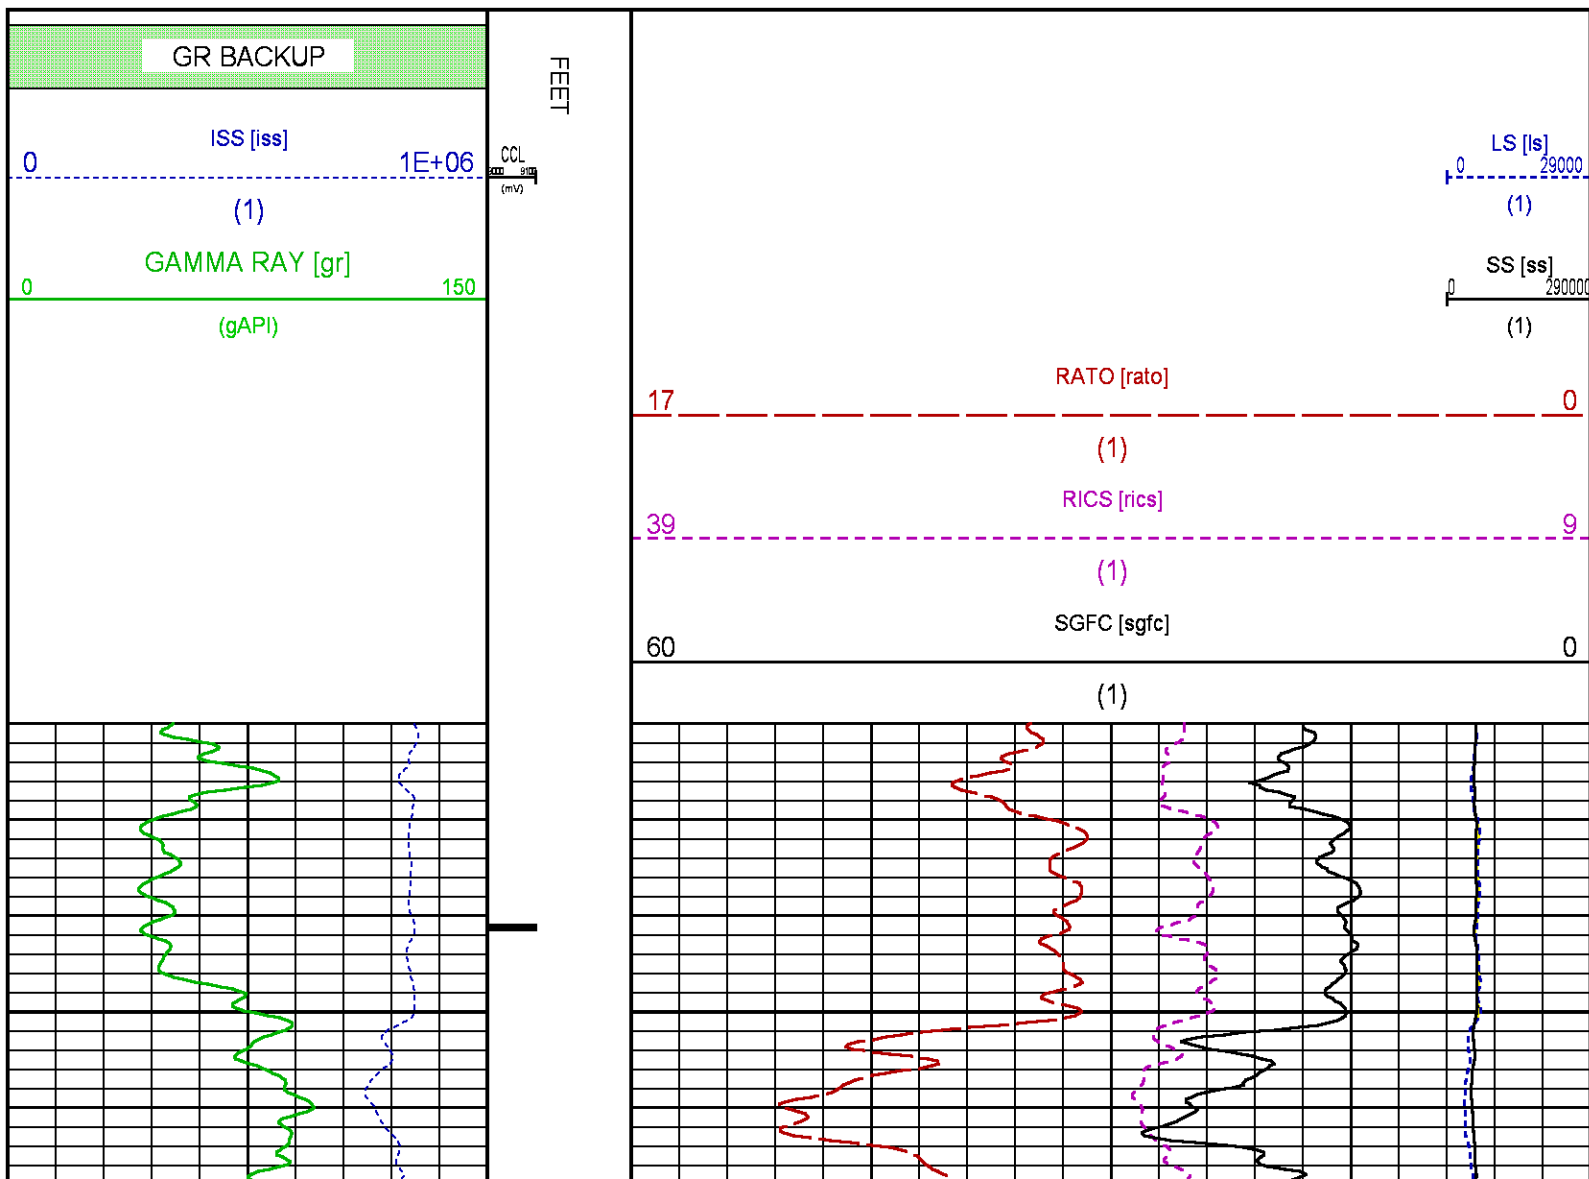 GR BACKUP
ISS [iss]
0 1E+06
(1)
GAMMA RAY [gr]
0 150
(gAPI)
CCL
(mV)
FEET
LS [ls]
0 29000
(1)
SS [ss]
0 290000
(1)
RATO [rato]
17 0
(1)
RICS [rics]
39 9
(1)
SGFC [sgfc]
60 0
(1)